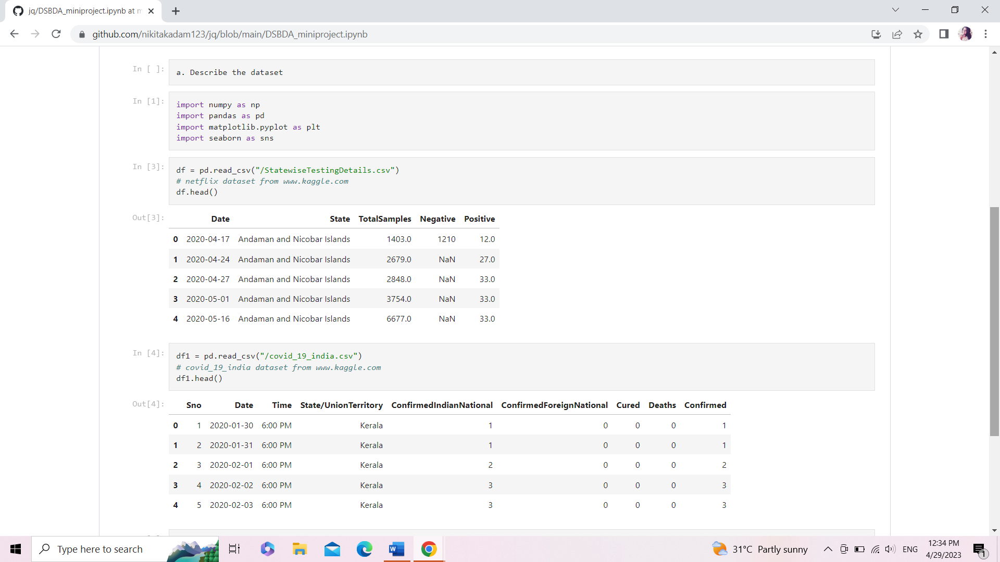 jq/DSBDA_miniproject.ipynb at m
github.com/nikitakadam123/jq/blob/main/DSBDA_miniproject.ipynb
In [ ]:
a. Describe the dataset
In [1]:
import numpy as np
import pandas as pd
import matplotlib.pyplot as plt
import seaborn as sns
In [3]:
df = pd.read_csv("/StatewiseTestingDetails.csv")
# netflix dataset from www.kaggle.com
df.head()
Out[3]:
Date State TotalSamples Negative Positive
0 2020-04-17 Andaman and Nicobar Islands 1403.0 1210 12.0
1 2020-04-24 Andaman and Nicobar Islands 2679.0 NaN 27.0
2 2020-04-27 Andaman and Nicobar Islands 2848.0 NaN 33.0
3 2020-05-01 Andaman and Nicobar Islands 3754.0 NaN 33.0
4 2020-05-16 Andaman and Nicobar Islands 6677.0 NaN 33.0
In [4]:
df1 = pd.read_csv("/covid_19_india.csv")
# covid_19_india dataset from www.kaggle.com
df1.head()
Out[4]:
Sno Date Time State/UnionTerritory ConfirmedIndianNational ConfirmedForeignNational Cured Deaths Confirmed
0 1 2020-01-30 6:00 PM Kerala 1 0 0 0 1
1 2 2020-01-31 6:00 PM Kerala 1 0 0 0 1
2 3 2020-02-01 6:00 PM Kerala 2 0 0 0 2
3 4 2020-02-02 6:00 PM Kerala 3 0 0 0 3
4 5 2020-02-03 6:00 PM Kerala 3 0 0 0 3
Type here to search
31°C Partly sunny
ENG
12:34 PM
4/29/2023
1